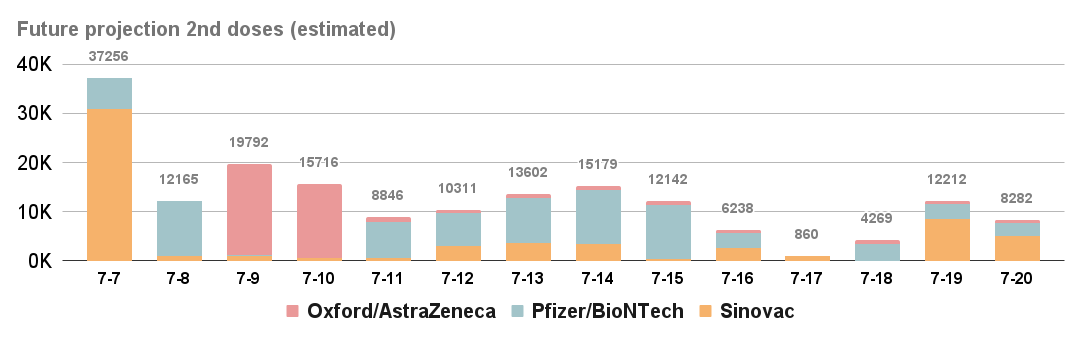 Future projection 2nd doses (estimated)
40K
37256
30K
20K
19792
15716
15179
13602
12165
12142
12212
10311
10K
8846
8282
6238
4269
860
0K
7-7 7-8 7-9 7-10 7-11 7-12 7-13 7-14 7-15 7-16 7-17 7-18 7-19 7-20
Oxford/AstraZeneca Pfizer/BioNTech Sinovac